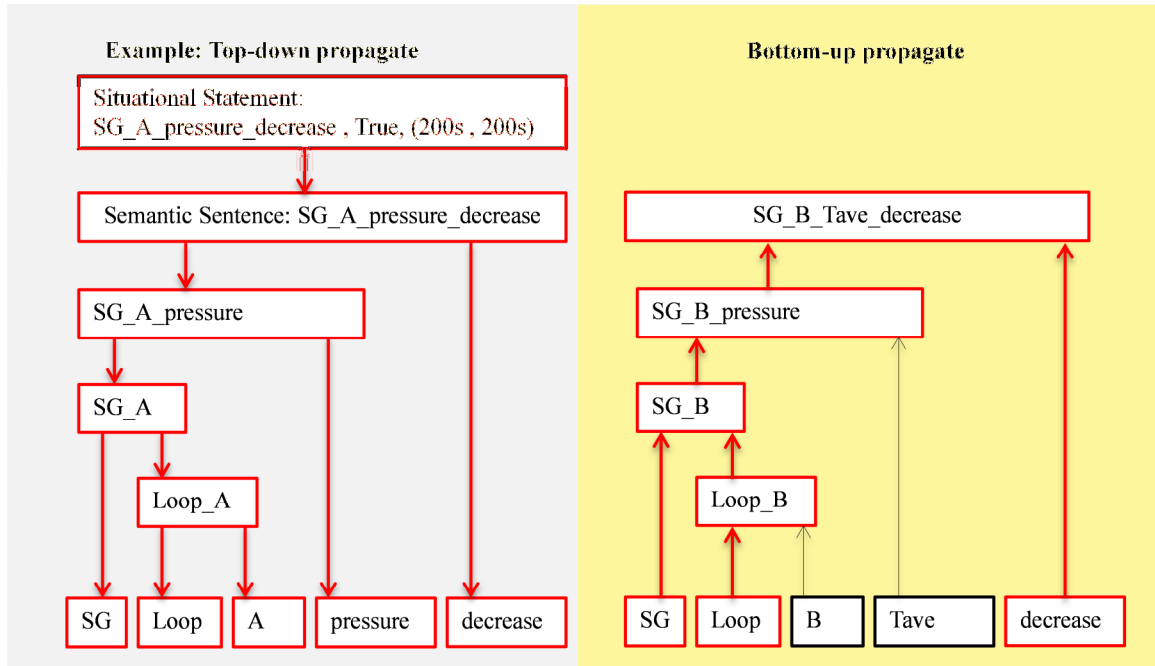 Example: Top-down propagate
Situational Statement:
SG_A_pressure_decrease , True, (200s , 200s)
Semantic Sentence: SG_A_pressure_decrease
SG_A_pressure
SG_A
Loop_A
SG
Loop
A
pressure
decrease
Bottom-up propagate
SG_B_Tave_decrease
SG_B_pressure
SG_B
Loop_B
SG
Loop
B
Tave
decrease